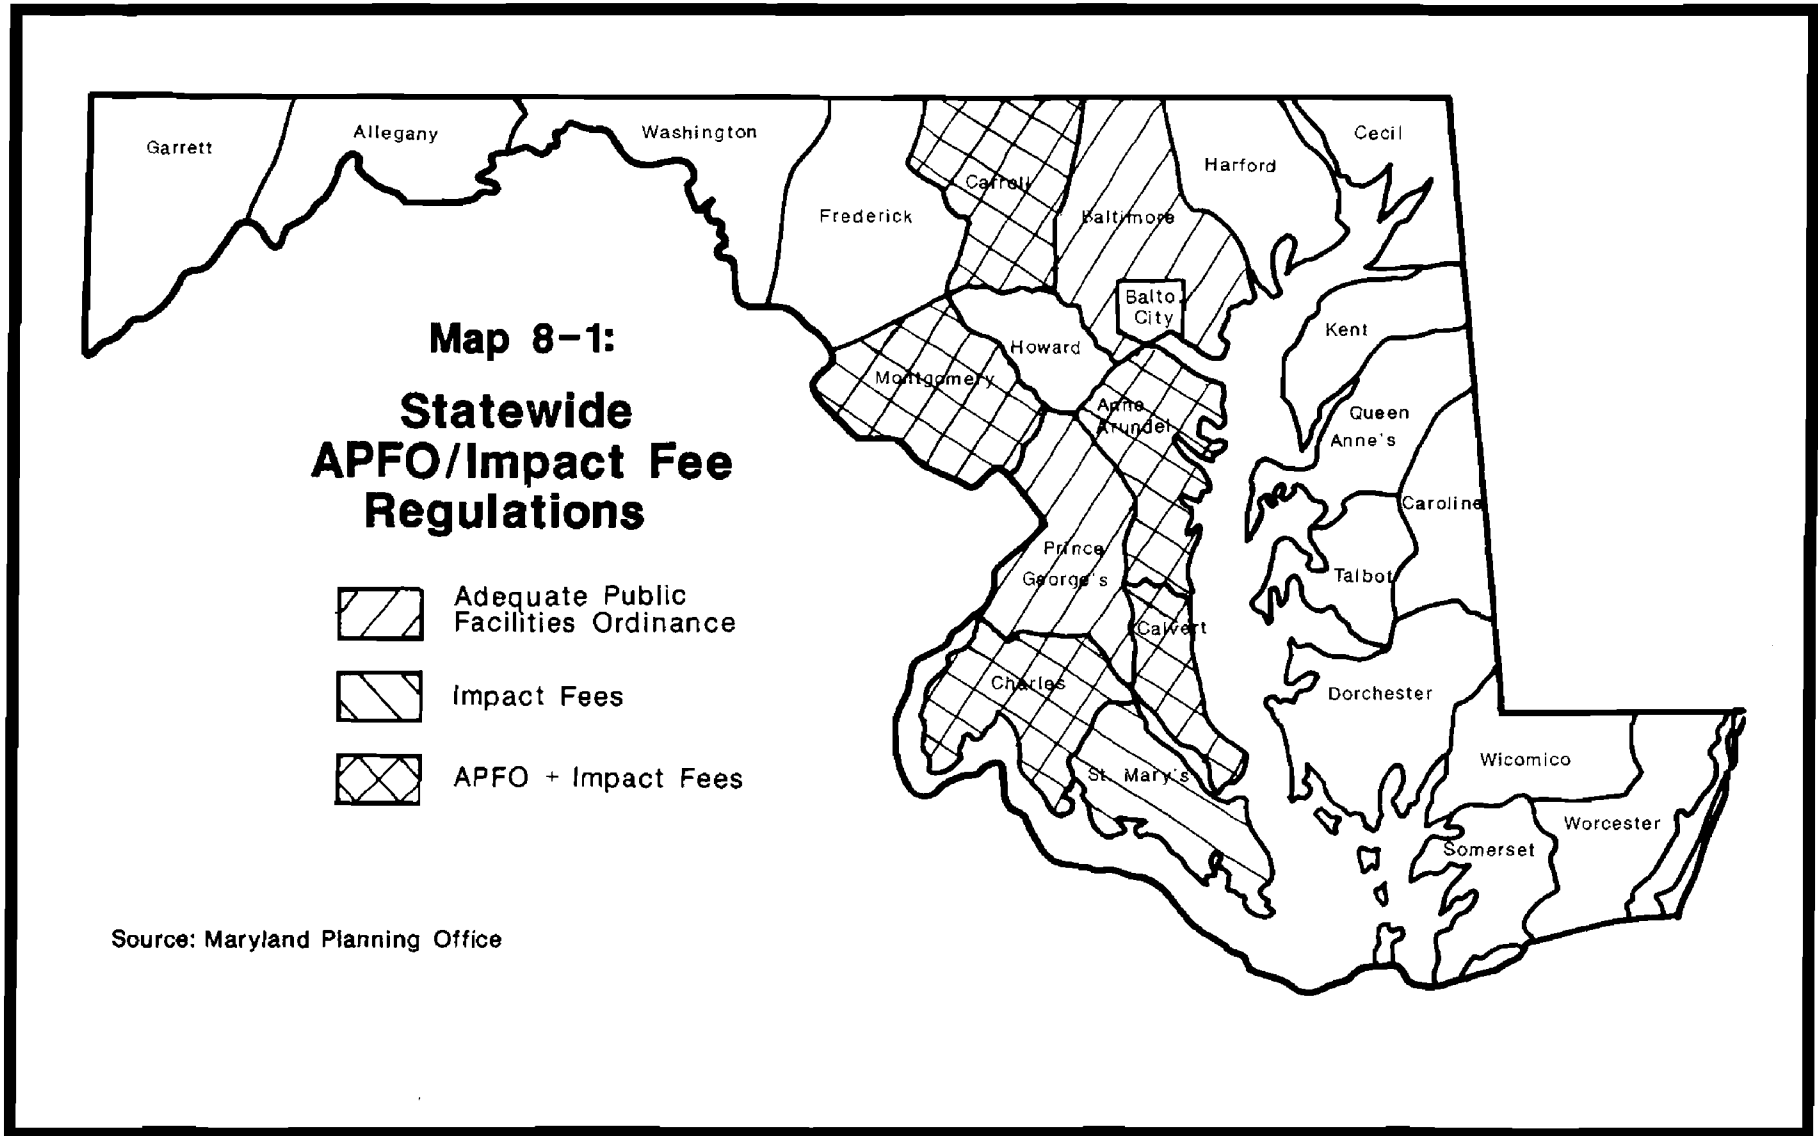 Garrett
Allegany
Washington
Frederick
Carroll
Baltimore
Harford
Cecil
Balto.
City
Howard
Montgomery
Anne
Arundel
Kent
Queen
Anne's
Caroline
Talbot
Prince
George's
Calvert
Charles
St. Mary's
Dorchester
Wicomico
Worcester
Somerset
Map 8-1:
Statewide
APFO/Impact Fee
Regulations
Adequate Public
Facilities Ordinance
Impact Fees
APFO + Impact Fees
Source: Maryland Planning Office